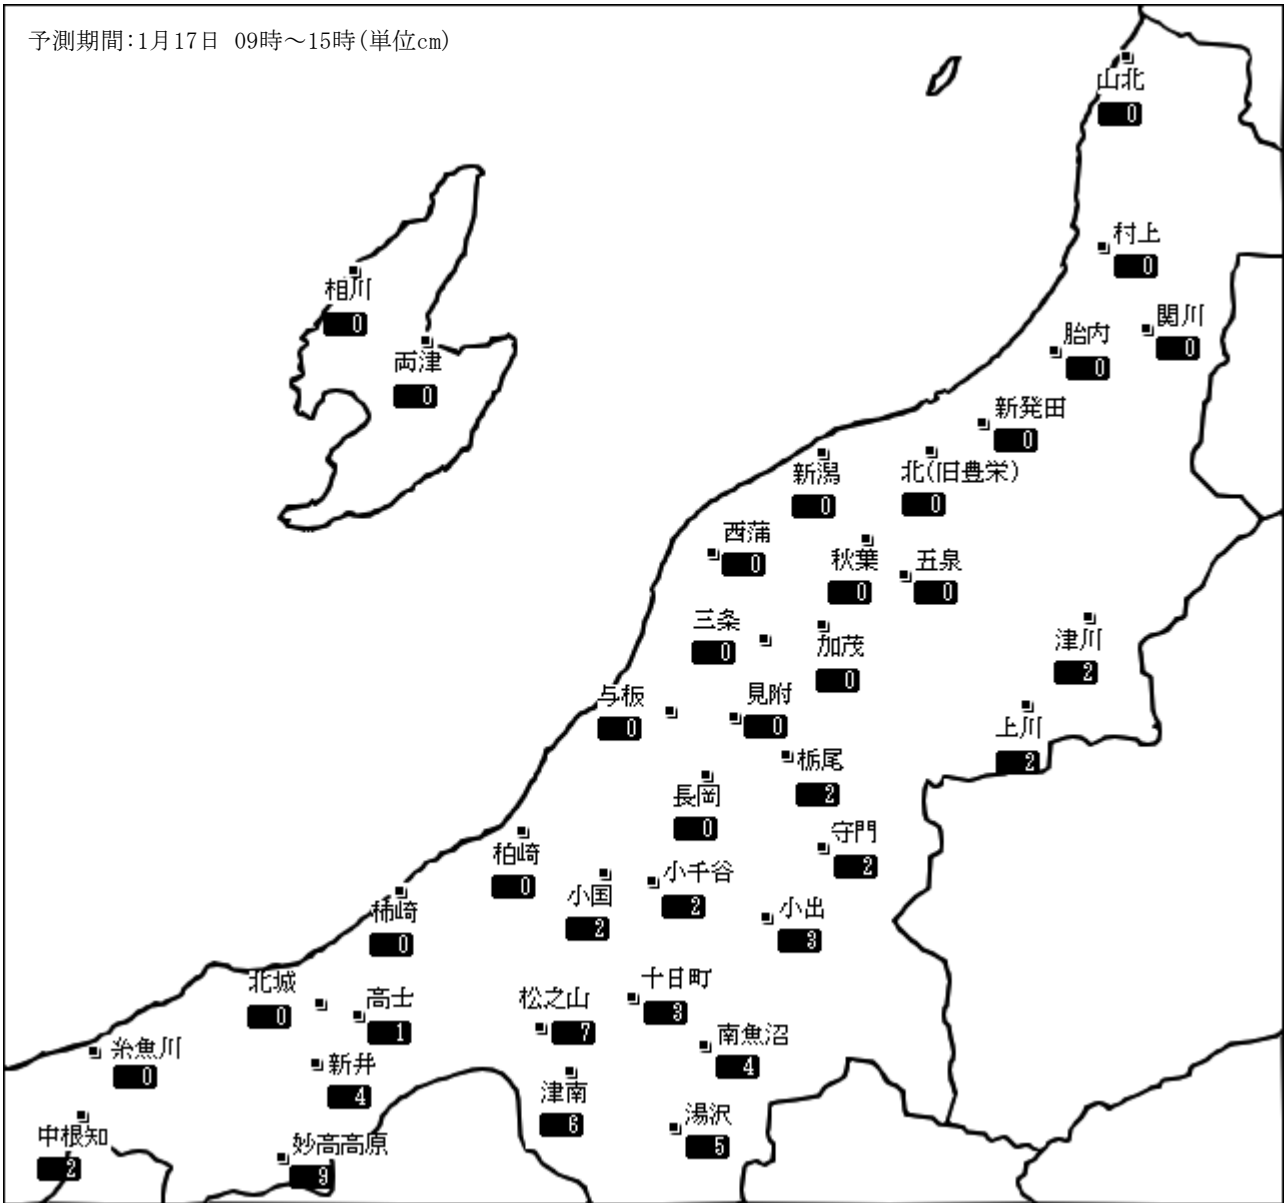 予測期間:1月17日 09時～15時(単位cm)
山北
0
村上
0
相川
0
関川
0
胎内
0
両津
0
新発田
0
新潟
0
北(旧豊栄)
0
西蒲
0
秋葉
0
五泉
0
三条
0
加茂
0
津川
2
与板
0
見附
0
上川
2
栃尾
2
長岡
0
守門
2
柏崎
0
小国
2
小千谷
2
小出
3
柿崎
0
北城
0
高士
1
松之山
7
十日町
3
南魚沼
4
糸魚川
0
新井
4
津南
6
湯沢
5
中根知
2
妙高高原
9